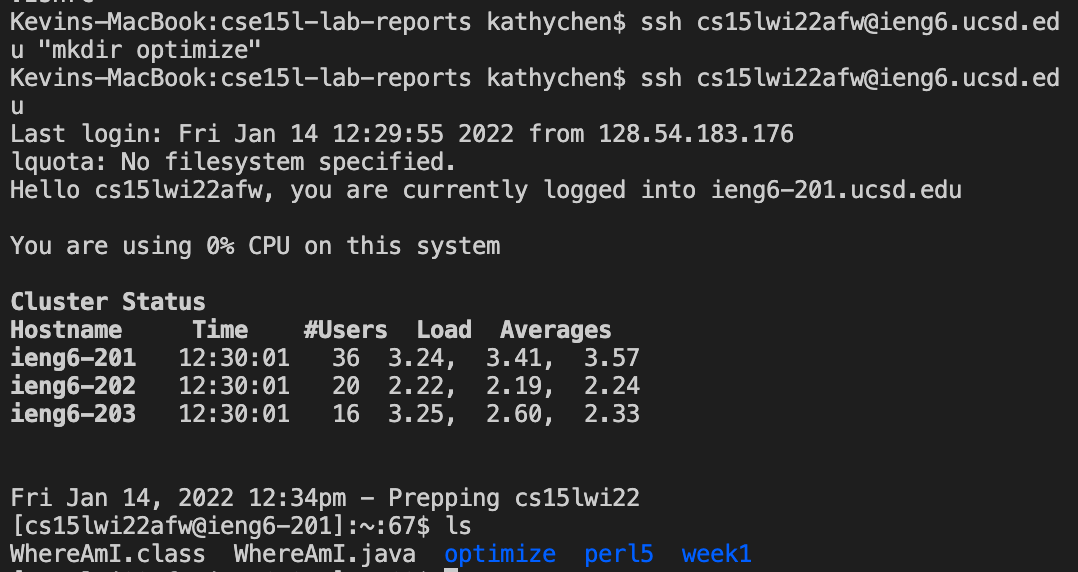 Kevins-MacBook:cse15l-lab-reports kathychen$ ssh cs15lwi22afw@ieng6.ucsd.ed
u "mkdir optimize"
Kevins-MacBook:cse15l-lab-reports kathychen$ ssh cs15lwi22afw@ieng6.ucsd.ed
u
Last login: Fri Jan 14 12:29:55 2022 from 128.54.183.176
lquota: No filesystem specified.
Hello cs15lwi22afw, you are currently logged into ieng6-201.ucsd.edu
You are using 0% CPU on this system
Cluster Status
Hostname     Time    #Users  Load  Averages
ieng6-201   12:30:01   36  3.24,  3.41,  3.57
ieng6-202   12:30:01   20  2.22,  2.19,  2.24
ieng6-203   12:30:01   16  3.25,  2.60,  2.33
Fri Jan 14, 2022 12:34pm - Prepping cs15lwi22
[cs15lwi22afw@ieng6-201]:~:67$ ls
WhereAmI.class  WhereAmI.java  optimize  perl5  week1